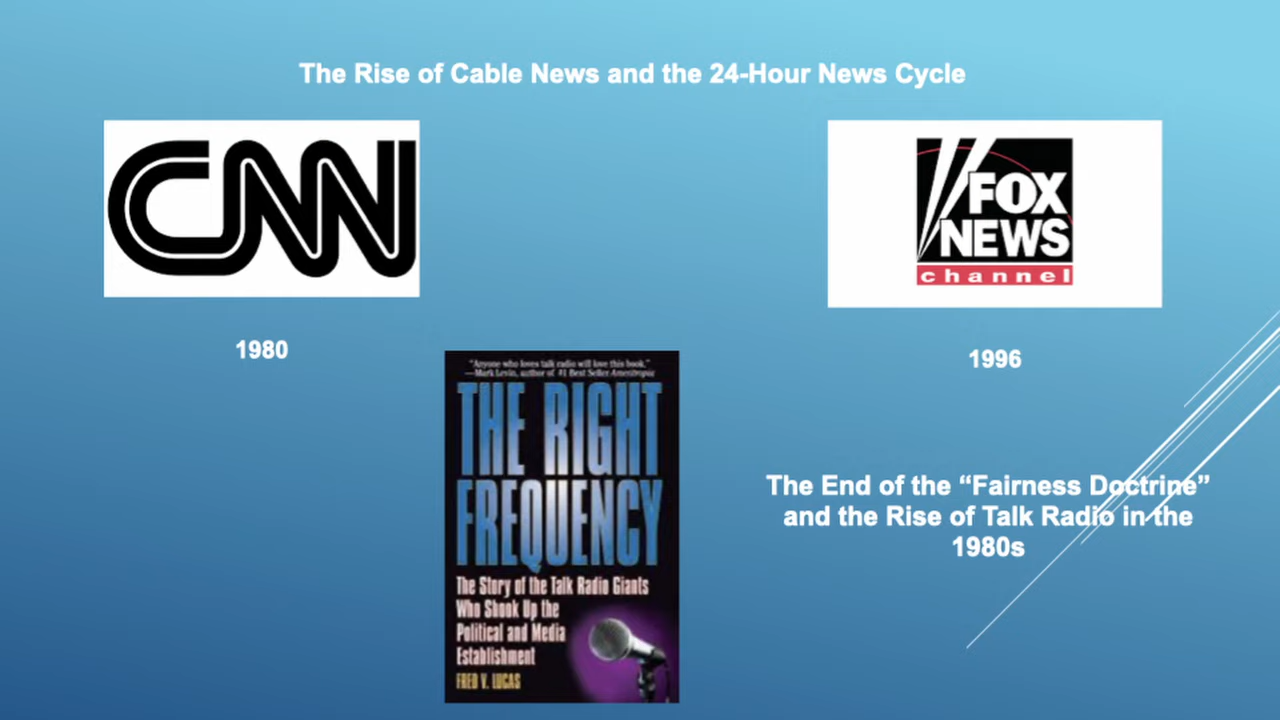 The Rise of Cable News and the 24-Hour News Cycle
CNN
FOX
NEWS
channel
1980
1996
"Anyone who loves talk radio will love this book."
—Mark Levin, author of #1 Best Seller Ameritopia
THE RIGHT
FREQUENCY
The Story of the Talk Radio Giants
Who Shook Up the
Political and Media
Establishment
FRED V. LUCAS
The End of the “Fairness Doctrine”
and the Rise of Talk Radio in the
1980s